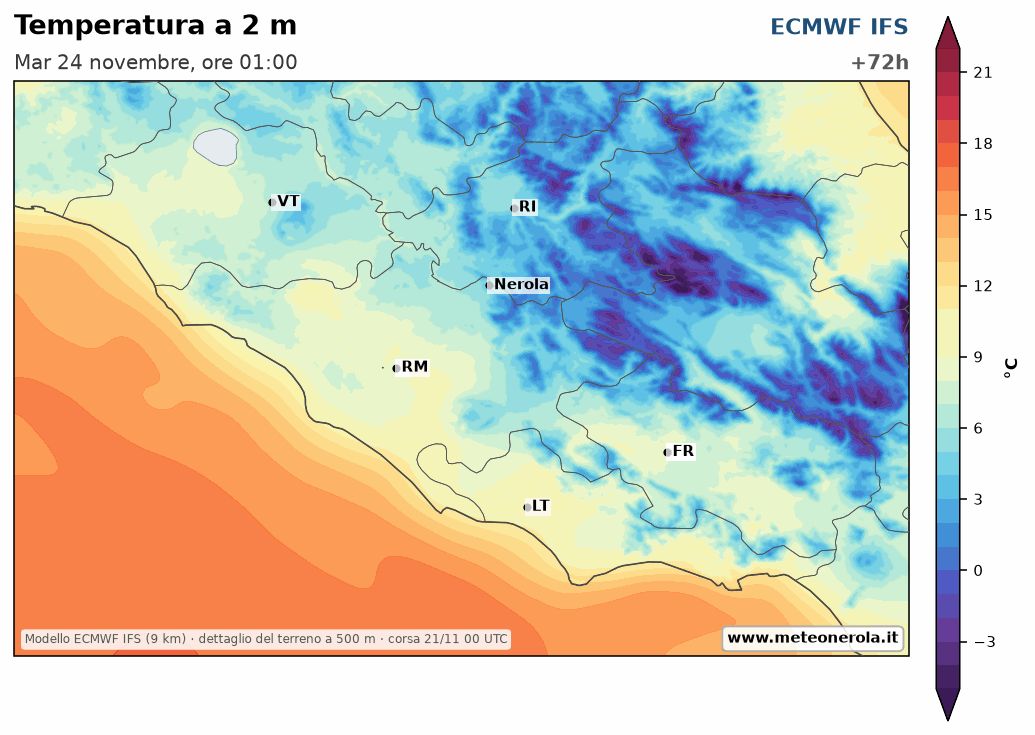 Temperatura a 2 m
ECMWF IFS
Mar 24 novembre, ore 01:00
+72h
VT
RI
Nerola
RM
FR
LT
21
18
15
12
9
6
3
0
−3
°C
Modello ECMWF IFS (9 km) · dettaglio del terreno a 500 m · corsa 21/11 00 UTC
www.meteonerola.it